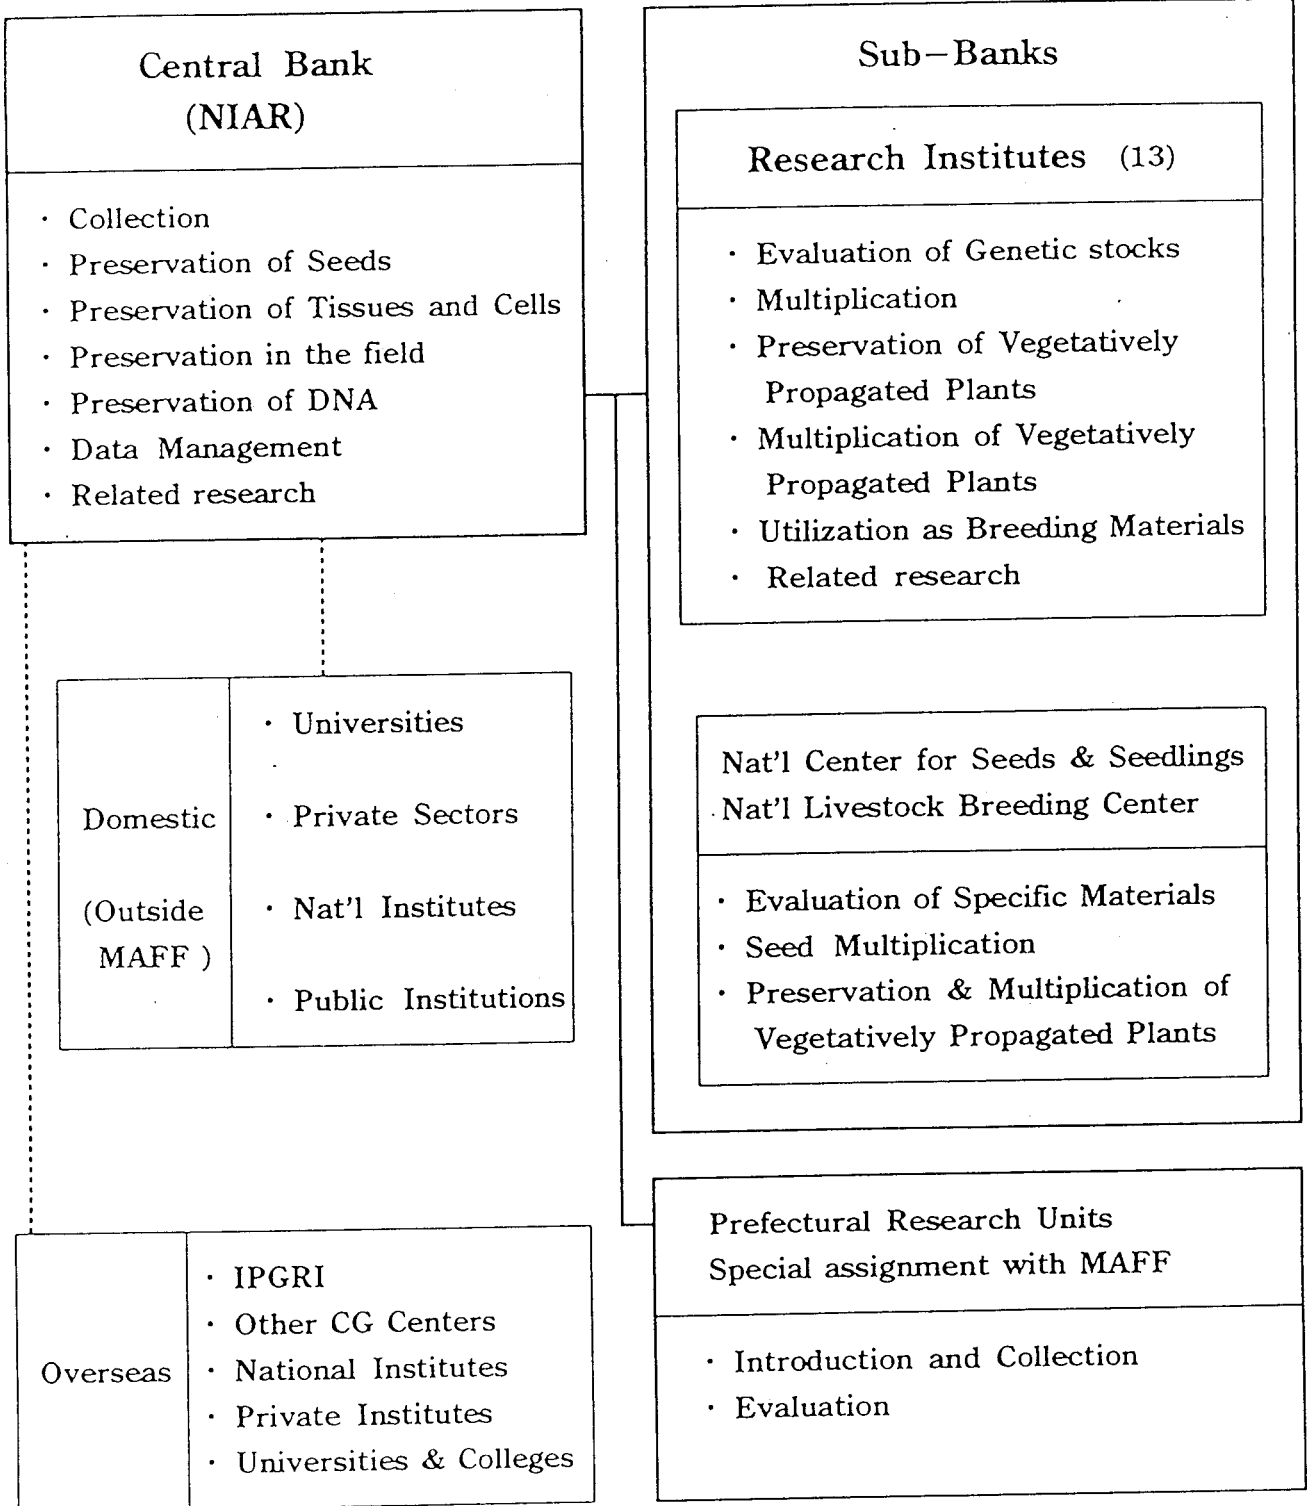 Central Bank
(NIAR)
· Collection
· Preservation of Seeds
· Preservation of Tissues and Cells
· Preservation in the field
· Preservation of DNA
· Data Management
· Related research
Sub-Banks
Research Institutes (13)
· Evaluation of Genetic stocks
· Multiplication
· Preservation of Vegetatively
Propagated Plants
· Multiplication of Vegetatively
Propagated Plants
· Utilization as Breeding Materials
· Related research
Nat'l Center for Seeds & Seedlings
Nat'l Livestock Breeding Center
· Evaluation of Specific Materials
· Seed Multiplication
· Preservation & Multiplication of
Vegetatively Propagated Plants
Domestic
(Outside
MAFF )
· Universities
· Private Sectors
· Nat'l Institutes
· Public Institutions
Prefectural Research Units
Special assignment with MAFF
· Introduction and Collection
· Evaluation
Overseas
· IPGRI
· Other CG Centers
· National Institutes
· Private Institutes
· Universities & Colleges